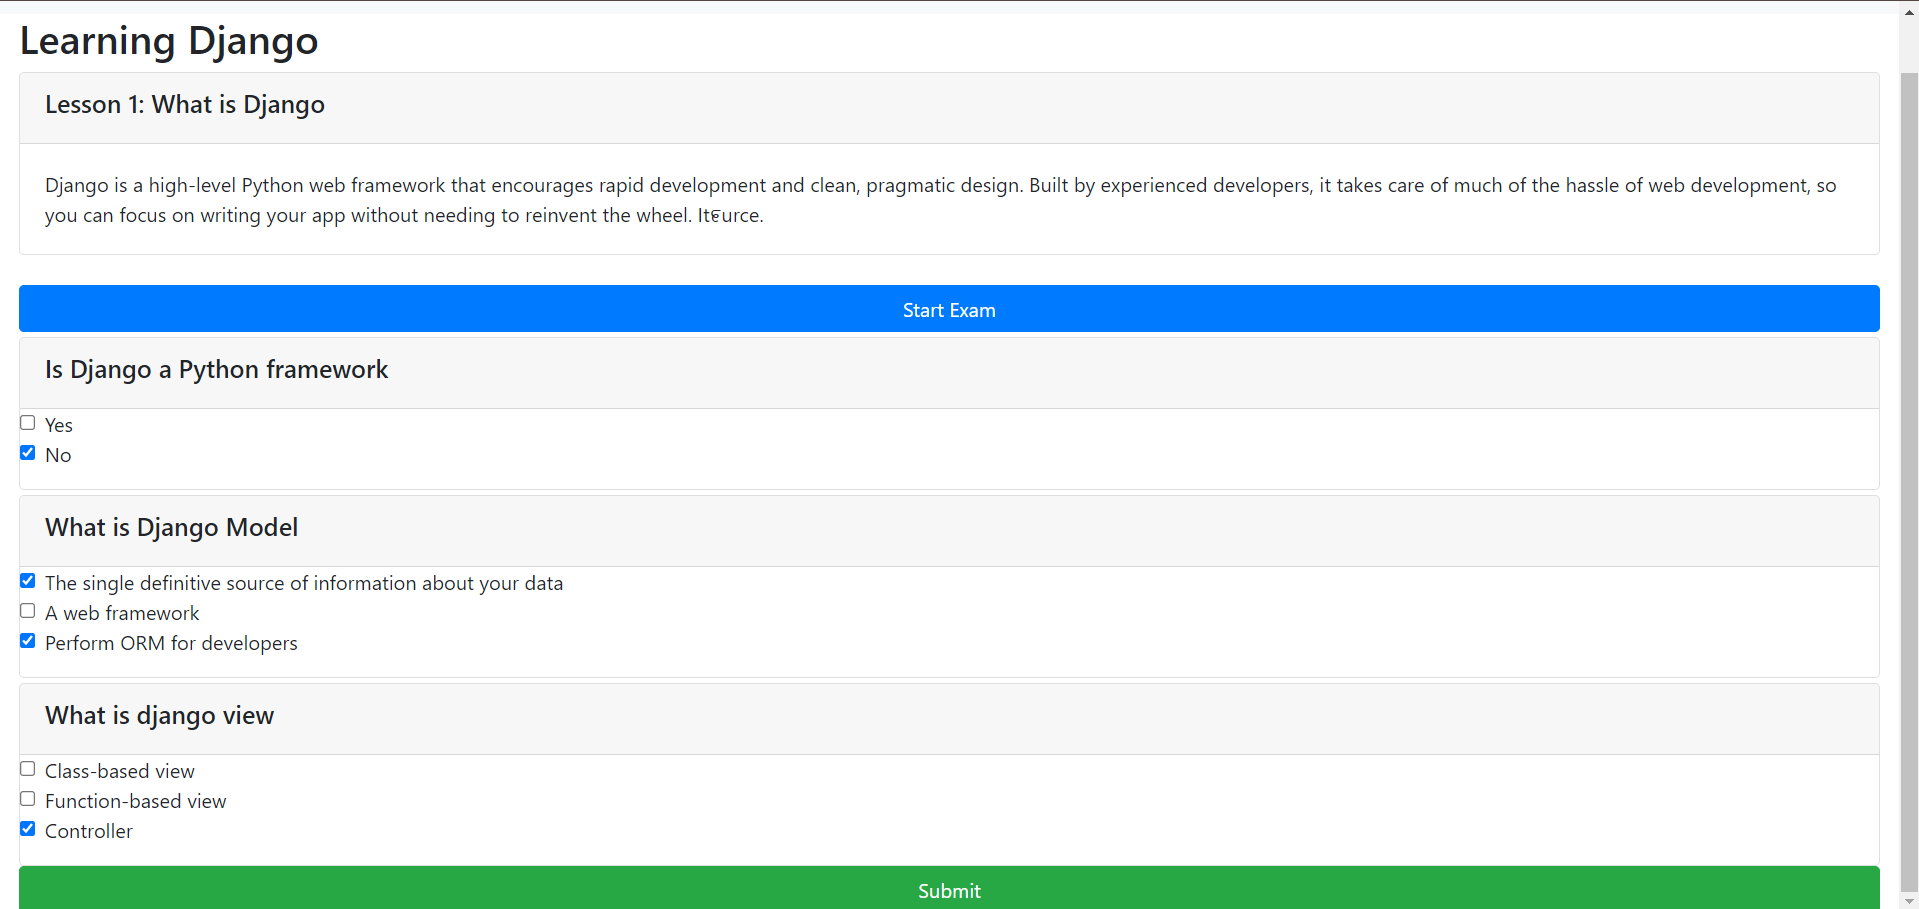 Learning Django
Lesson 1: What is Django
Django is a high-level Python web framework that encourages rapid development and clean, pragmatic design. Built by experienced developers, it takes care of much of the hassle of web development, so
you can focus on writing your app without needing to reinvent the wheel.
Start Exam
Is Django a Python framework
Yes
No
What is Django Model
The single definitive source of information about your data
A web framework
Perform ORM for developers
What is django view
Class-based view
Function-based view
Controller
Submit